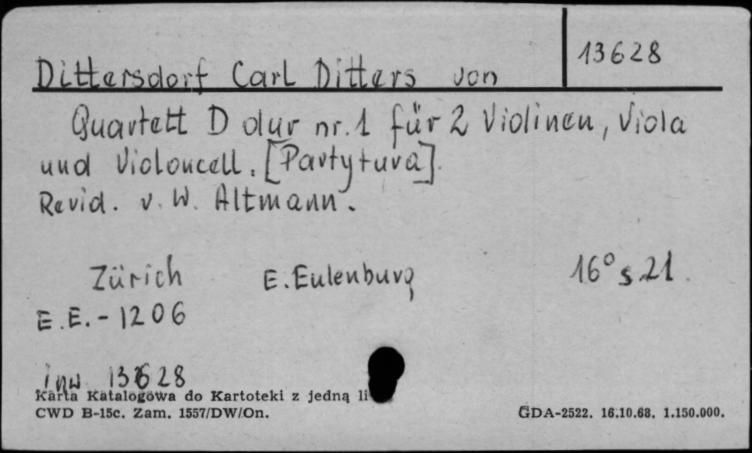 13628
Dittersdorf Carl Ditters von
Quartett D dur nr. 1 für 2 Violinen, Viola
und Violoncell. [Partytura].
Revid. v. W. Altmann.
Zürich E. Eulenburg 16° s. 21.
E.E. - 1206
inw. 13628
Karta Katalogowa do Kartoteki z jedną li
CWD B-15c. Zam. 1557/DW/On. GDA-2522. 16.10.68. 1.150.000.